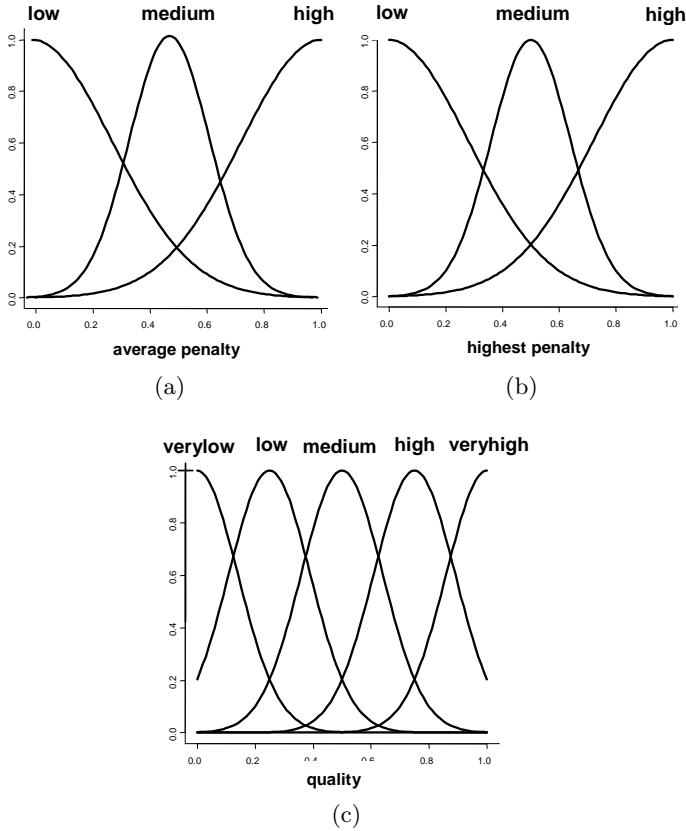 low medium high
1.0
0.8
0.6
0.4
0.2
0.0
0.0 0.2 0.4 0.6 0.8 1.0
average penalty
(a)
low medium high
1.0
0.8
0.6
0.4
0.2
0.0
0.0 0.2 0.4 0.6 0.8 1.0
highest penalty
(b)
verylow low medium high veryhigh
1.0
0.8
0.6
0.4
0.2
0.0
0.0 0.2 0.4 0.6 0.8 1.0
quality
(c)